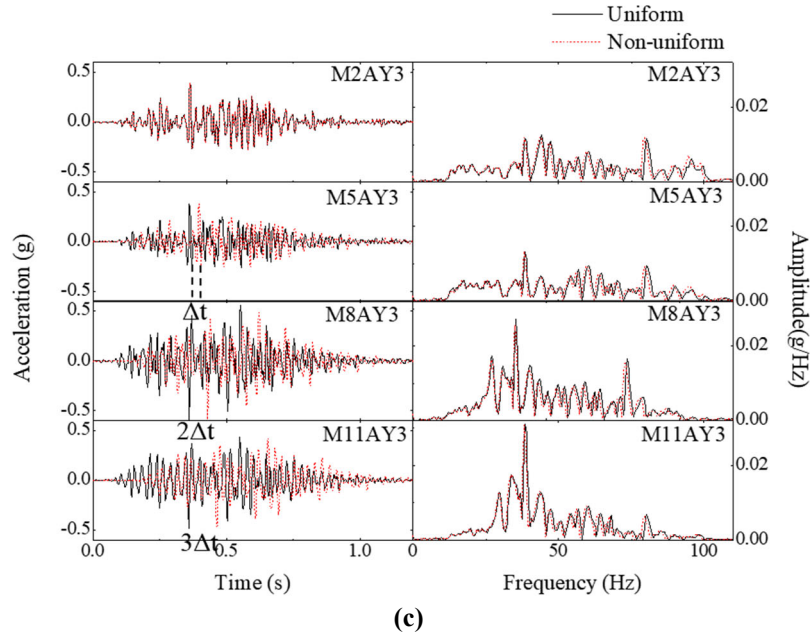 Uniform
Non-uniform
M2AY3
M2AY3
0.5
0.0
-0.5
0.02
0.00
M5AY3
M5AY3
0.5
0.0
-0.5
Δt
0.02
0.00
M8AY3
M8AY3
0.5
0.0
-0.5
2Δt
0.02
0.00
M11AY3
M11AY3
0.5
0.0
-0.5
3Δt
0.02
0.00
Acceleration (g)
Amplitude(g/Hz)
0.0 0.5 1.0
0 50 100
Time (s)
Frequency (Hz)
(c)